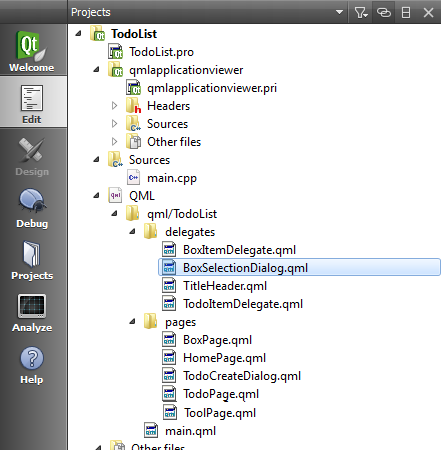 Projects
Qt
Welcome
Edit
Design
Debug
Projects
Analyze
Help
TodoList
TodoList.pro
qmlapplicationviewer
qmlapplicationviewer.pri
Headers
Sources
Other files
Sources
main.cpp
QML
qml/TodoList
delegates
BoxItemDelegate.qml
BoxSelectionDialog.qml
TitleHeader.qml
TodoItemDelegate.qml
pages
BoxPage.qml
HomePage.qml
TodoCreateDialog.qml
TodoPage.qml
ToolPage.qml
main.qml
Other files